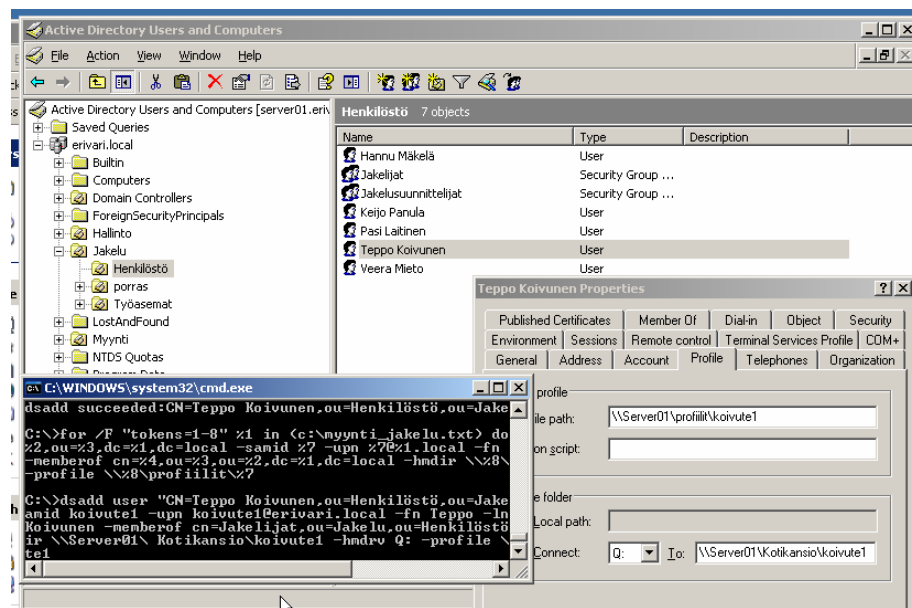 Active Directory Users and Computers
File Action View Window Help
Active Directory Users and Computers [server01.eriv
Saved Queries
erivari.local
Builtin
Computers
Domain Controllers
ForeignSecurityPrincipals
Hallinto
Jakelu
Henkilöstö
porras
Työasemat
LostAndFound
Myynti
NTDS Quotas
Program Data
Henkilöstö 7 objects
Name Type Description
Hannu Mäkelä User
Jakelijat Security Group ...
Jakelusuunnittelijat Security Group ...
Keijo Panula User
Pasi Laitinen User
Teppo Koivunen User
Veera Mieto User
Teppo Koivunen Properties
Published Certificates Member Of Dial-in Object Security
Environment Sessions Remote control Terminal Services Profile COM+
General Address Account Profile Telephones Organization
profile
ile path: \\Server01\profiilit\koivute1
on script:
e folder
Local path:
Connect: Q: To: \\Server01\Kotikansio\koivute1
C:\WINDOWS\system32\cmd.exe
dsadd succeeded:CN=Teppo Koivunen,ou=Henkilöstö,ou=Jake
C:\>for /F "tokens=1-8" %1 in (c:\myynti_jakelu.txt) do
%2,ou=%3,dc=%1,dc=local -samid %7 -upn %7@%1.local -fn
-memberof cn=%4,ou=%3,ou=%2,dc=%1,dc=local -hmdir \\%8\
-profile \\%8\profiilit\%7
C:\>dsadd user "CN=Teppo Koivunen,ou=Henkilöstö,ou=Jake
amid koivute1 -upn koivute1@erivari.local -fn Teppo -ln
Koivunen -memberof cn=Jakelijat,ou=Jakelu,ou=Henkilöstö
ir \\Server01\ Kotikansio\koivute1 -hmdrv Q: -profile \
te1